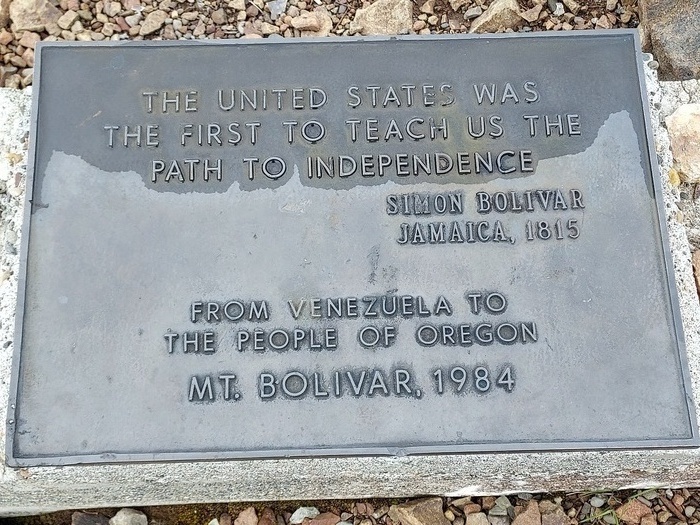 THE UNITED STATES WAS
THE FIRST TO TEACH US THE
PATH TO INDEPENDENCE
SIMON BOLIVAR
JAMAICA, 1815
FROM VENEZUELA TO
THE PEOPLE OF OREGON
MT. BOLIVAR, 1984